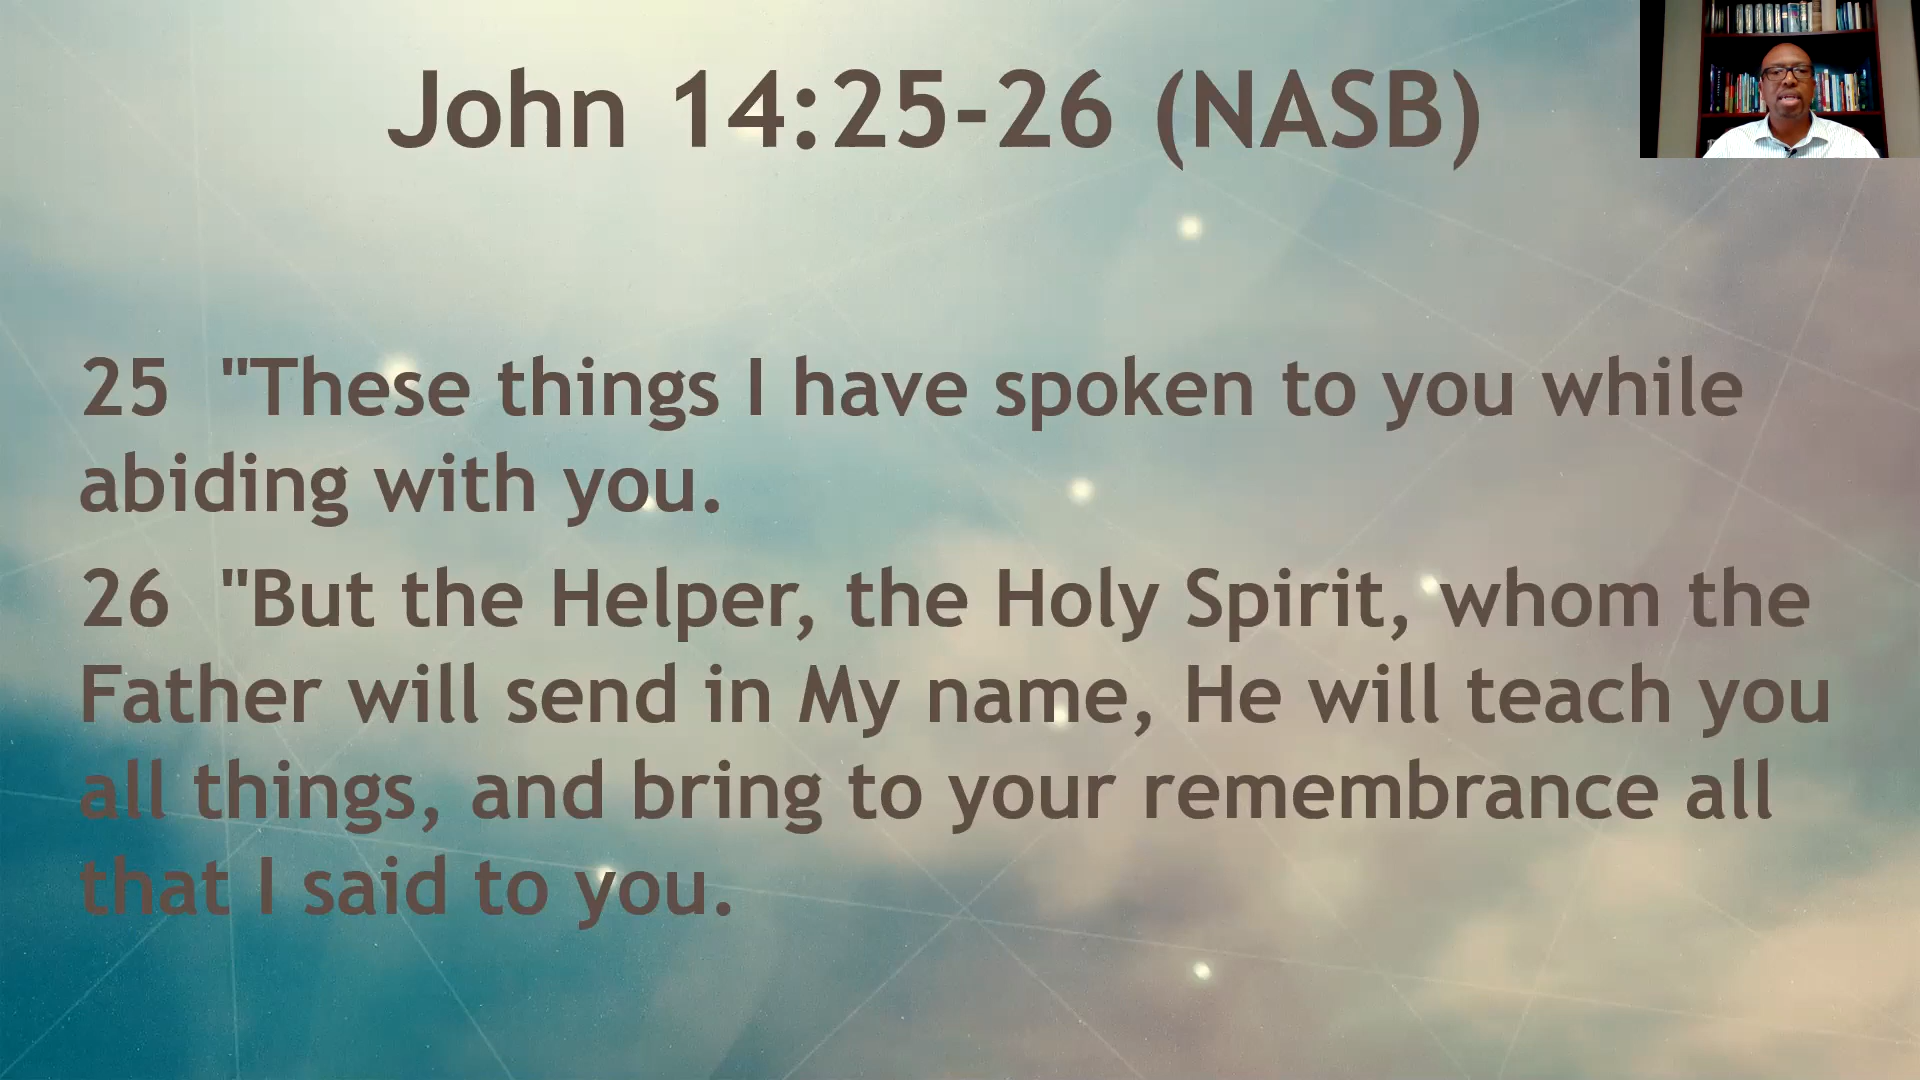 John 14:25-26 (NASB)
25 "These things I have spoken to you while
abiding with you.
26 "But the Helper, the Holy Spirit, whom the
Father will send in My name, He will teach you
all things, and bring to your remembrance all
that I said to you.